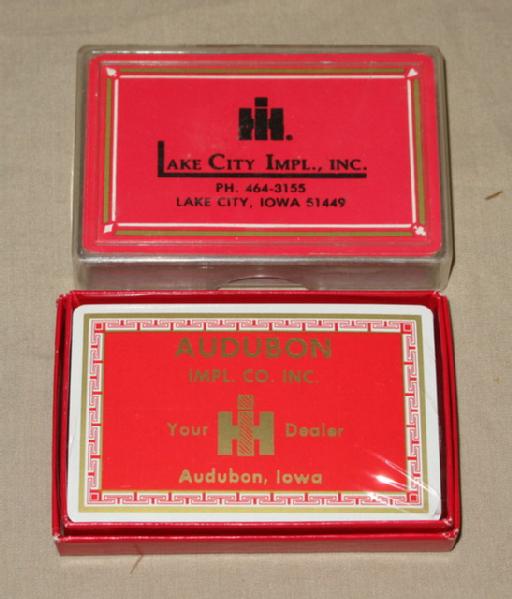 IH.
LAKE CITY IMPL., INC.
PH. 464-3155
LAKE CITY, IOWA 51449
AUDUBON
IMPL. CO. INC.
Your IH Dealer
Audubon, Iowa